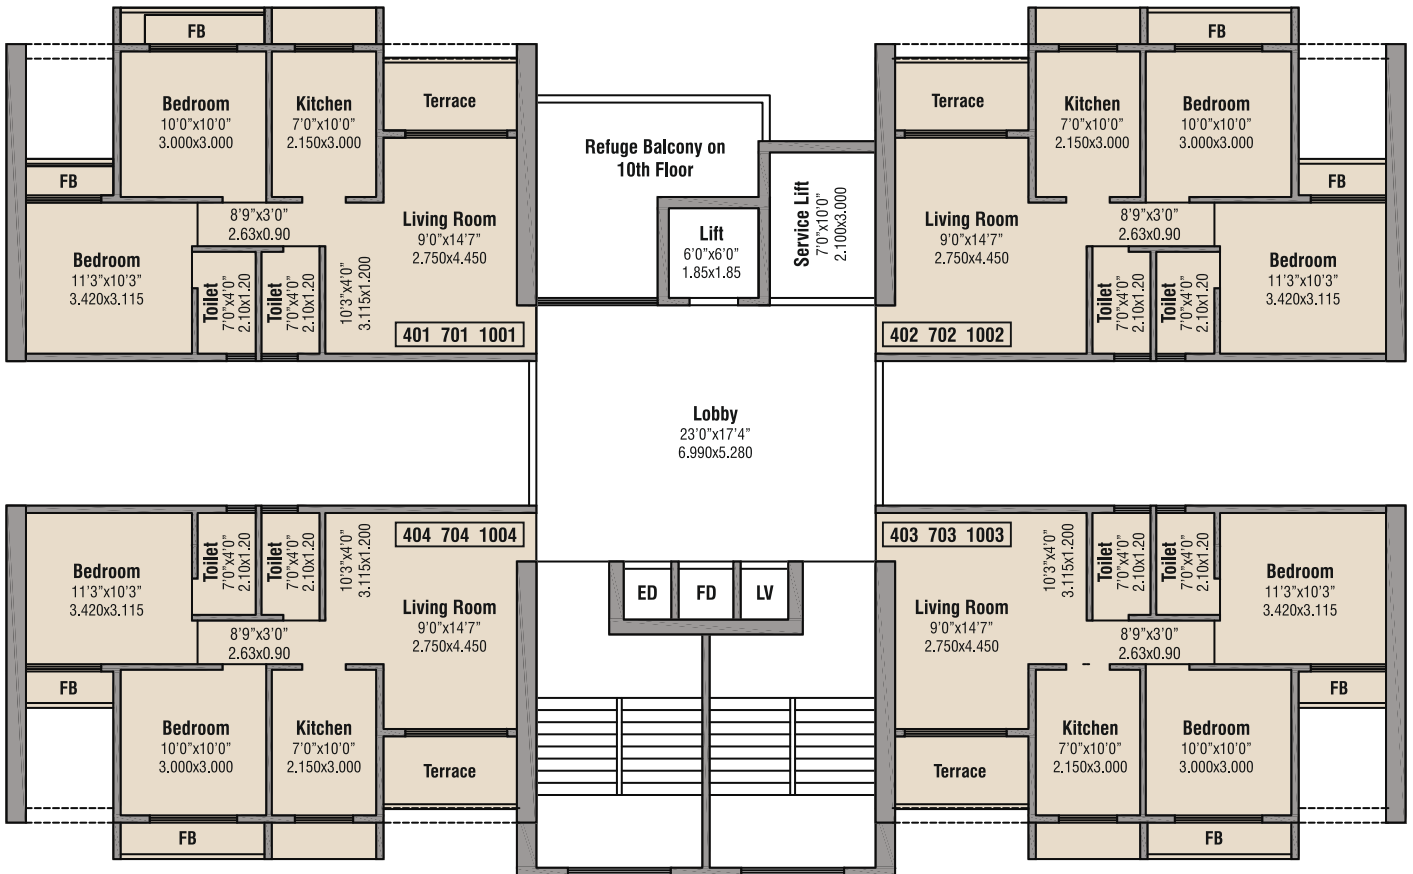 FB
Bedroom
10'0"x10'0"
3.000x3.000
Kitchen
7'0"x10'0"
2.150x3.000
Terrace
FB
Living Room
9'0"x14'7"
2.750x4.450
8'9"x3'0"
2.63x0.90
Bedroom
11'3"x10'3"
3.420x3.115
Toilet
7'0"x4'0"
2.10x1.20
Toilet
7'0"x4'0"
2.10x1.20
10'3"x4'0"
3.115x1.200
401 701 1001
Refuge Balcony on
10th Floor
Lift
6'0"x6'0"
1.85x1.85
Service Lift
7'0"x10'0"
2.100x3.000
FB
Terrace
Kitchen
7'0"x10'0"
2.150x3.000
Bedroom
10'0"x10'0"
3.000x3.000
FB
Living Room
9'0"x14'7"
2.750x4.450
8'9"x3'0"
2.63x0.90
Bedroom
11'3"x10'3"
3.420x3.115
Toilet
7'0"x4'0"
2.10x1.20
Toilet
7'0"x4'0"
2.10x1.20
402 702 1002
Lobby
23'0"x17'4"
6.990x5.280
404 704 1004
Bedroom
11'3"x10'3"
3.420x3.115
Toilet
7'0"x4'0"
2.10x1.20
Toilet
7'0"x4'0"
2.10x1.20
10'3"x4'0"
3.115x1.200
Living Room
9'0"x14'7"
2.750x4.450
8'9"x3'0"
2.63x0.90
FB
Bedroom
10'0"x10'0"
3.000x3.000
Kitchen
7'0"x10'0"
2.150x3.000
Terrace
FB
ED
FD
LV
403 703 1003
10'3"x4'0"
3.115x1.200
Toilet
7'0"x4'0"
2.10x1.20
Toilet
7'0"x4'0"
2.10x1.20
Bedroom
11'3"x10'3"
3.420x3.115
Living Room
9'0"x14'7"
2.750x4.450
8'9"x3'0"
2.63x0.90
FB
Terrace
Kitchen
7'0"x10'0"
2.150x3.000
Bedroom
10'0"x10'0"
3.000x3.000
FB